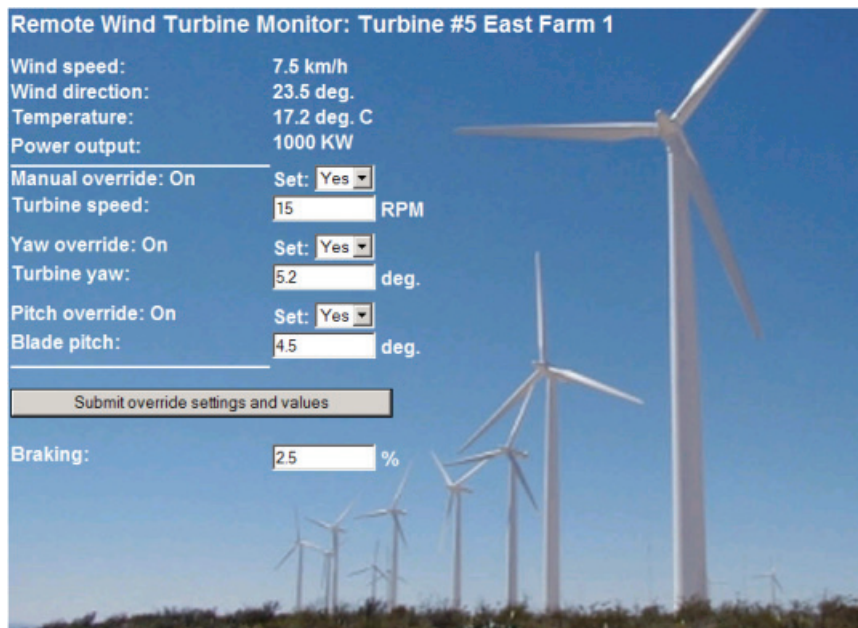 Remote Wind Turbine Monitor: Turbine #5 East Farm 1
Wind speed: 7.5 km/h
Wind direction: 23.5 deg.
Temperature: 17.2 deg. C
Power output: 1000 KW
Manual override: On Set: Yes
Turbine speed: 15 RPM
Yaw override: On Set: Yes
Turbine yaw: 5.2 deg.
Pitch override: On Set: Yes
Blade pitch: 4.5 deg.
Submit override settings and values
Braking: 2.5 %